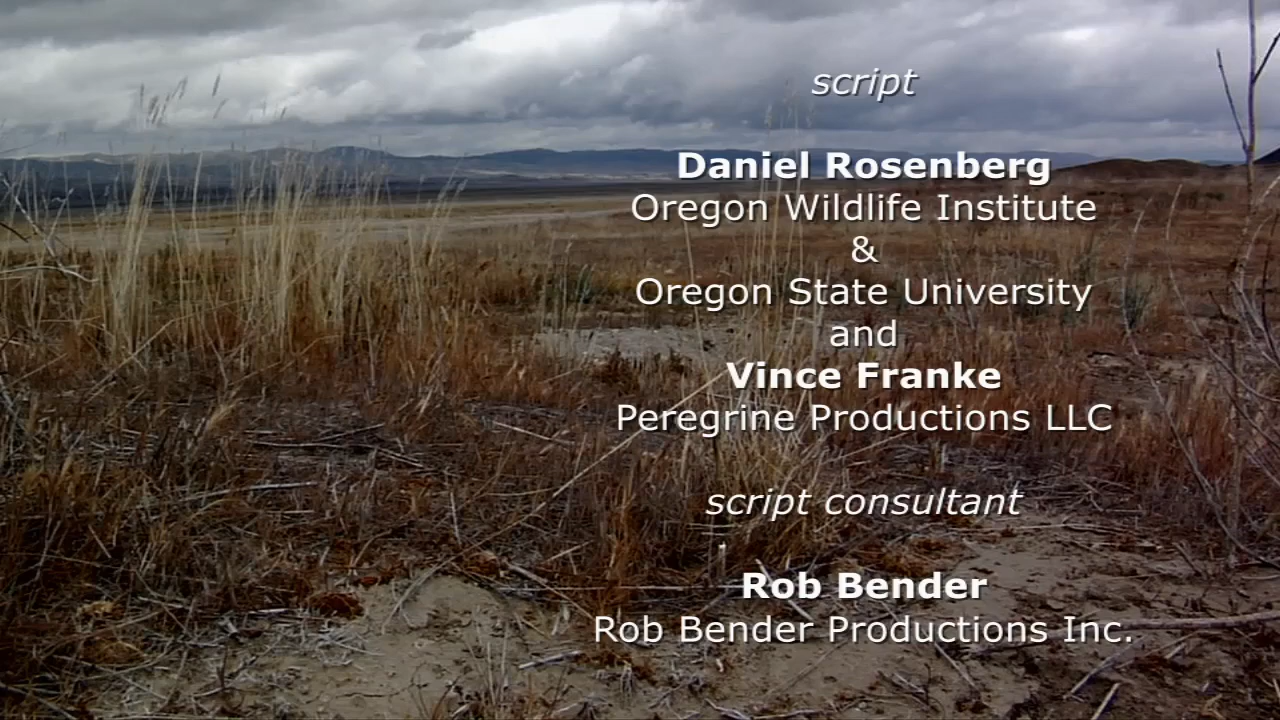 script
Daniel Rosenberg
Oregon Wildlife Institute
&
Oregon State University
and
Vince Franke
Peregrine Productions LLC
script consultant
Rob Bender
Rob Bender Productions Inc.